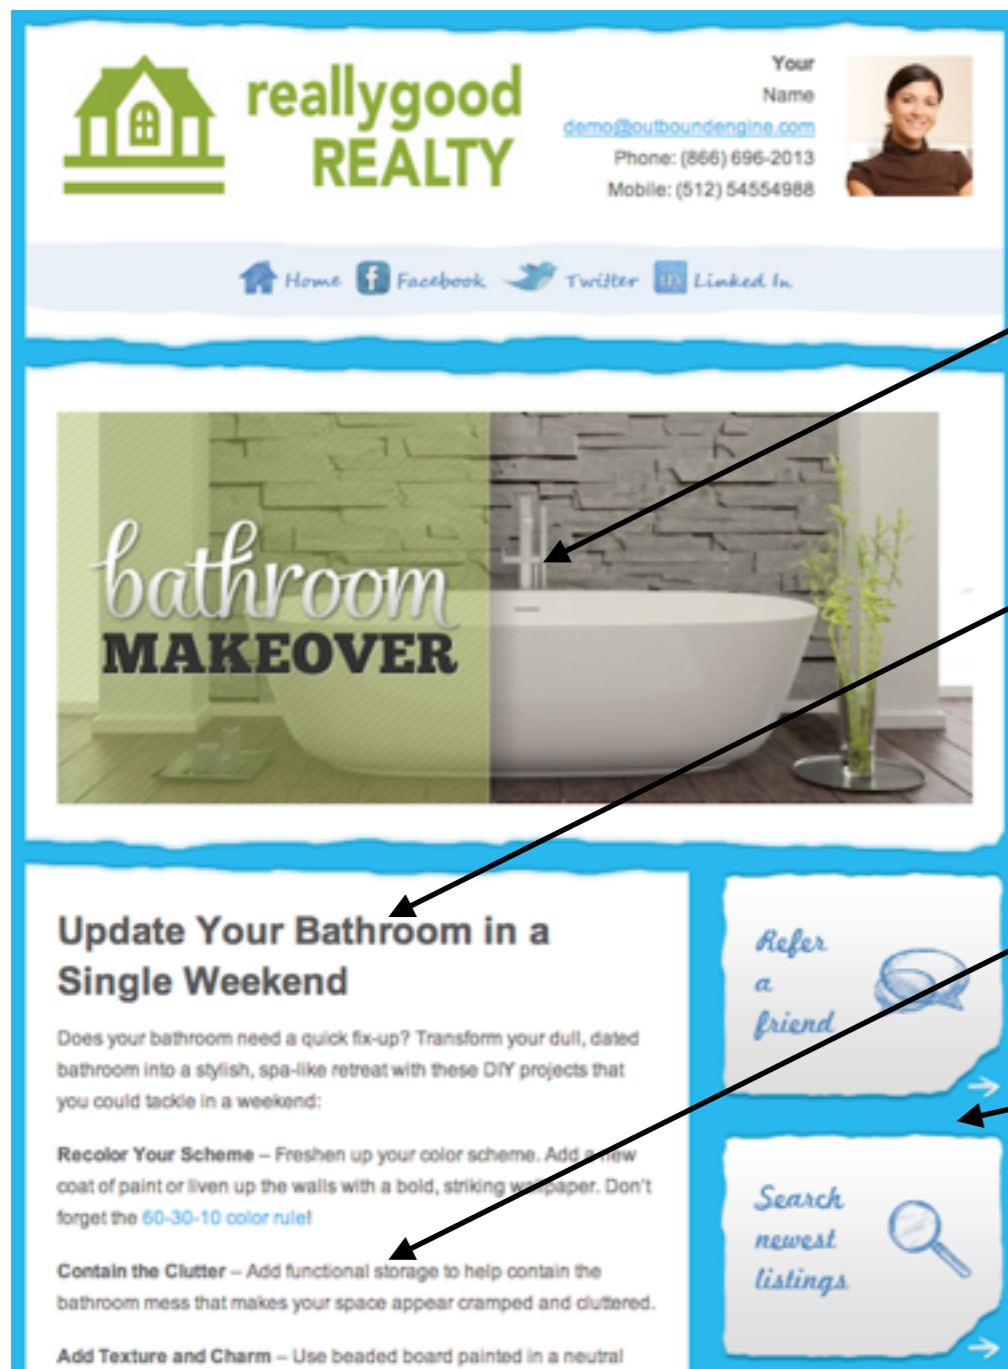 reallygood
REALTY
Your
Name
demo@outboundengine.com
Phone: (866) 696-2013
Mobile: (512) 54554988
Home Facebook Twitter Linked In
bathroom
MAKEOVER
Update Your Bathroom in a
Single Weekend
Does your bathroom need a quick fix-up? Transform your dull, dated
bathroom into a stylish, spa-like retreat with these DIY projects that
you could tackle in a weekend:
Recolor Your Scheme – Freshen up your color scheme. Add a new
coat of paint or liven up the walls with a bold, striking wallpaper. Don't
forget the 60-30-10 color rule!
Contain the Clutter – Add functional storage to help contain the
bathroom mess that makes your space appear cramped and cluttered.
Add Texture and Charm – Use beaded board painted in a neutral
Refer
a
friend
Search
newest
listings